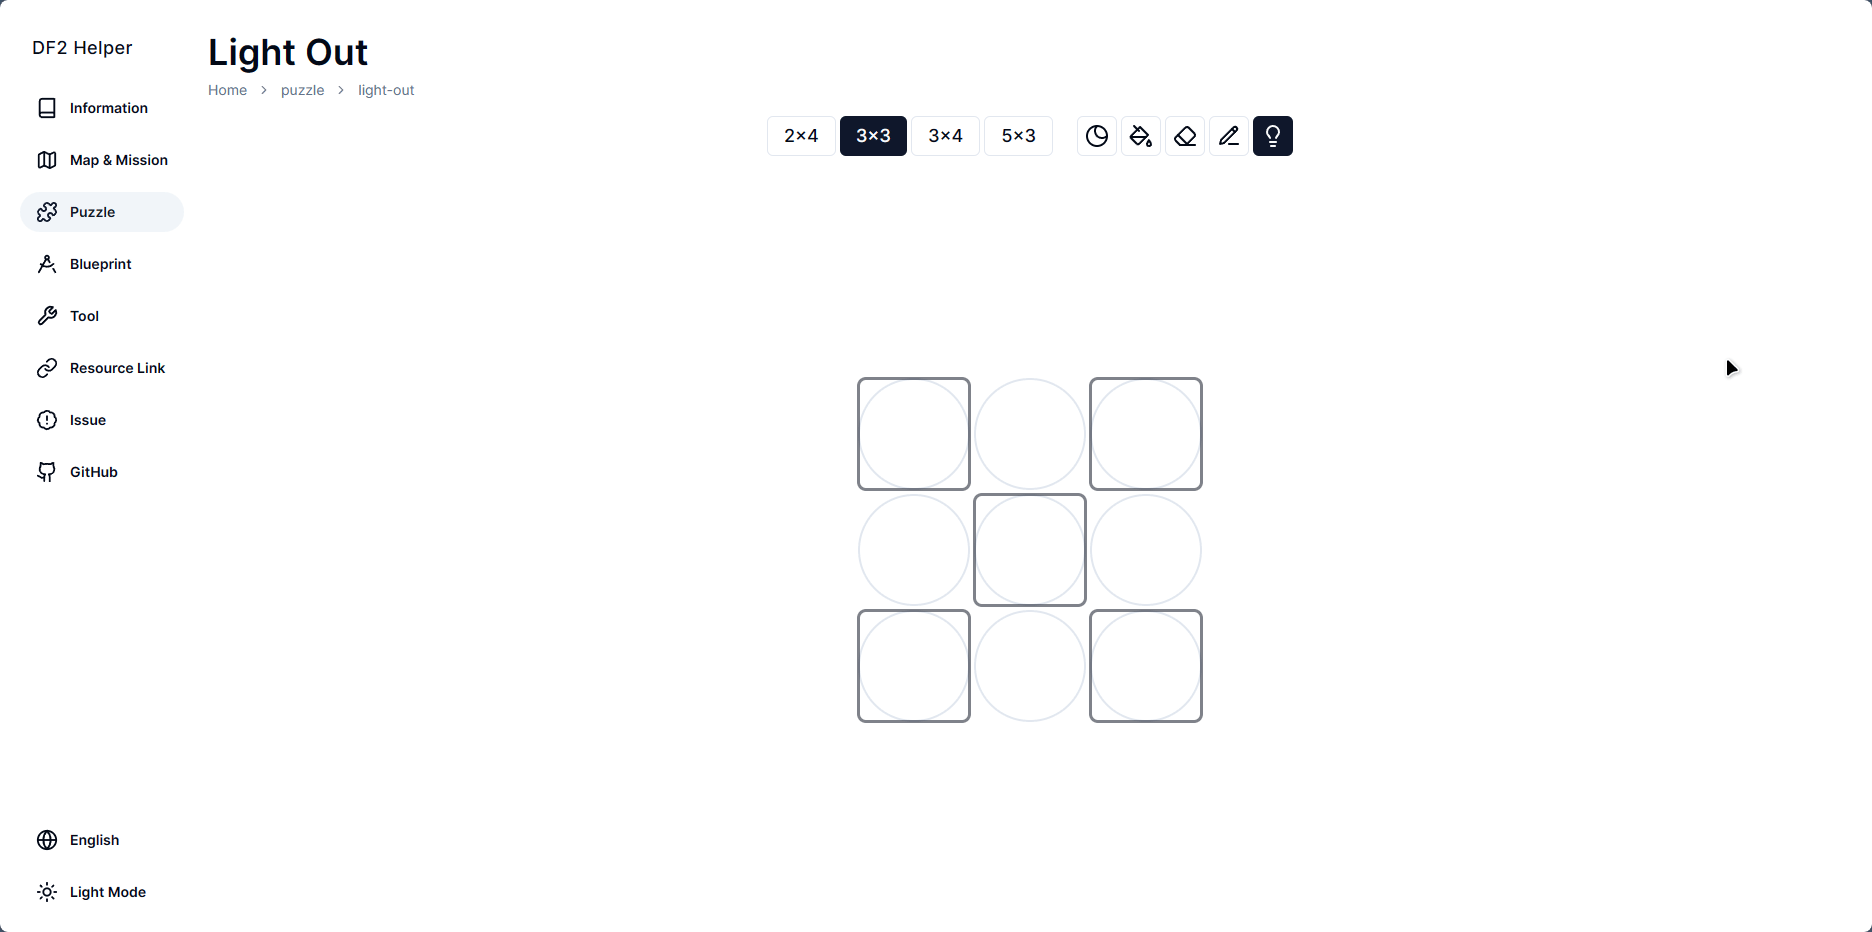 DF2 Helper
Information
Map & Mission
Puzzle
Blueprint
Tool
Resource Link
Issue
GitHub
English
Light Mode
Light Out
Home > puzzle > light-out
2×4 3×3 3×4 5×3